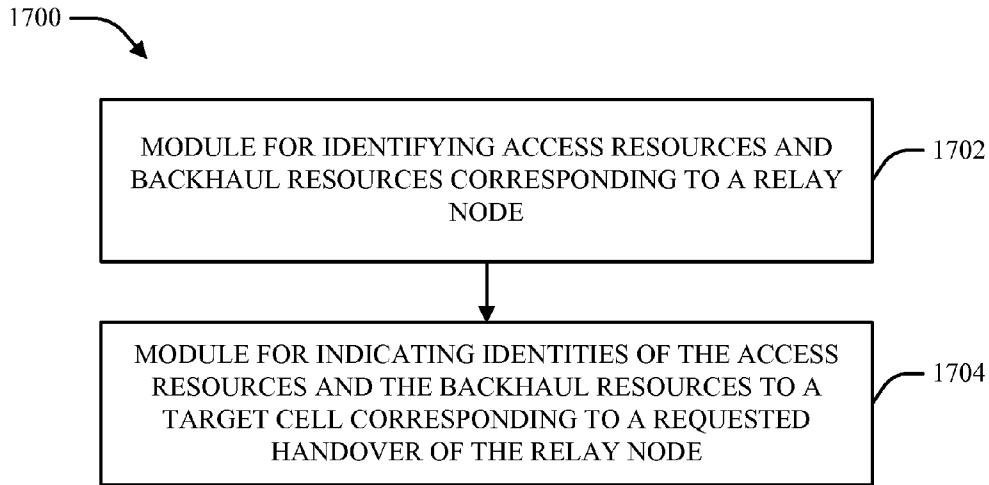 1700
MODULE FOR IDENTIFYING ACCESS RESOURCES AND
BACKHAUL RESOURCES CORRESPONDING TO A RELAY
NODE
1702
MODULE FOR INDICATING IDENTITIES OF THE ACCESS
RESOURCES AND THE BACKHAUL RESOURCES TO A
TARGET CELL CORRESPONDING TO A REQUESTED
HANDOVER OF THE RELAY NODE
1704